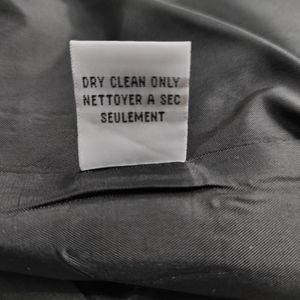 DRY CLEAN ONLY
NETTOYER A SEC
SEULEMENT